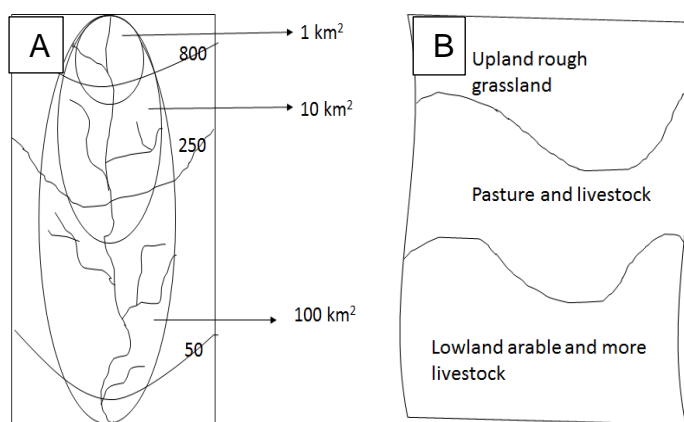 A
1 km²
800
10 km²
250
100 km²
50
B
Upland rough
grassland
Pasture and livestock
Lowland arable and more
livestock